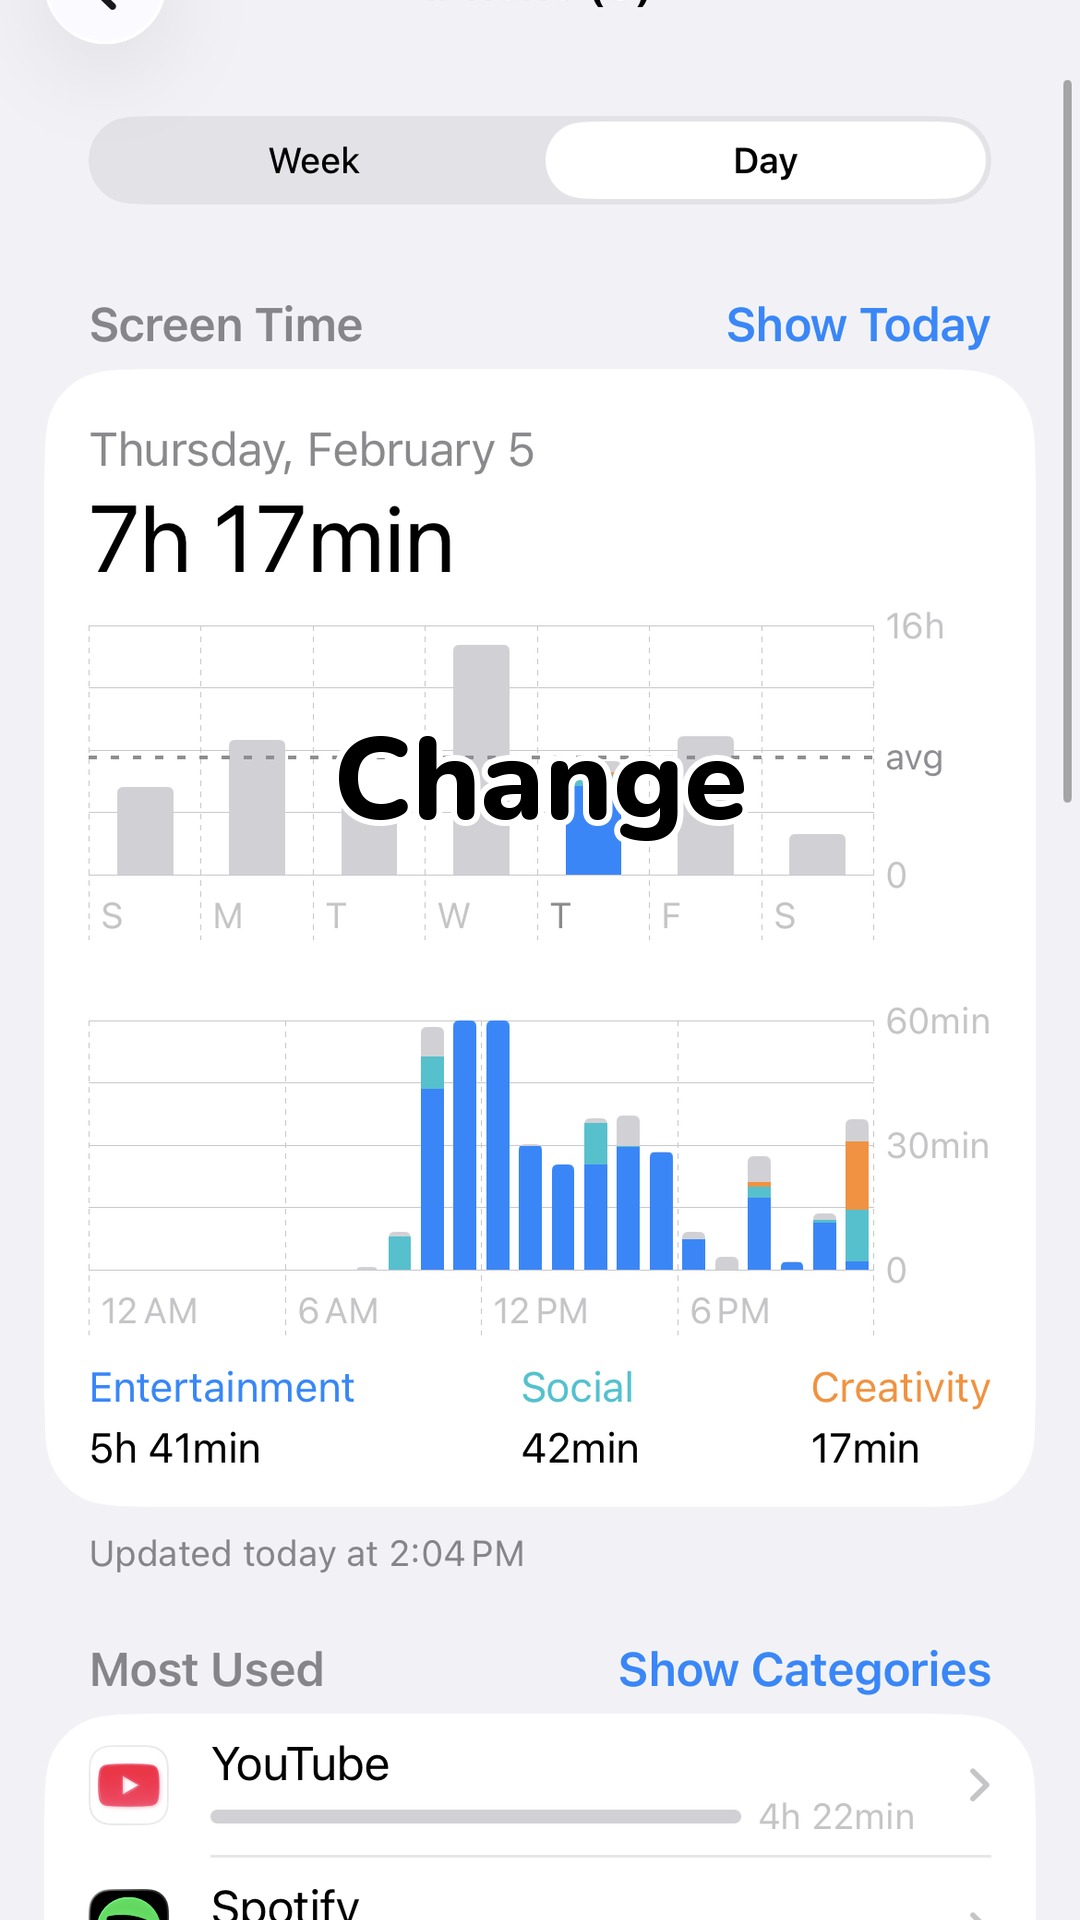 Week Day
Screen Time Show Today
Thursday, February 5
7h 17min
16h
avg
Change
0
S M T W T F S
60min
30min
0
12 AM 6 AM 12 PM 6 PM
Entertainment Social Creativity
5h 41min 42min 17min
Updated today at 2:04 PM
Most Used Show Categories
YouTube
4h 22min
Spotify